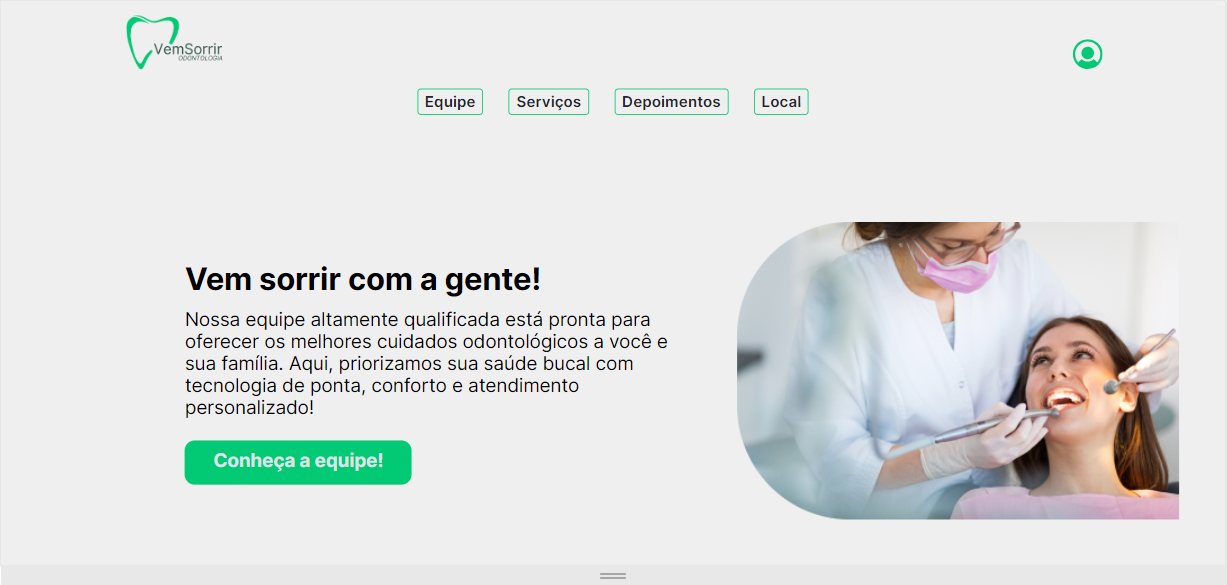 VemSorrir
ODONTOLOGIA
Equipe
Serviços
Depoimentos
Local
Vem sorrir com a gente!
Nossa equipe altamente qualificada está pronta para
oferecer os melhores cuidados odontológicos a você e
sua família. Aqui, priorizamos sua saúde bucal com
tecnologia de ponta, conforto e atendimento
personalizado!
Conheça a equipe!